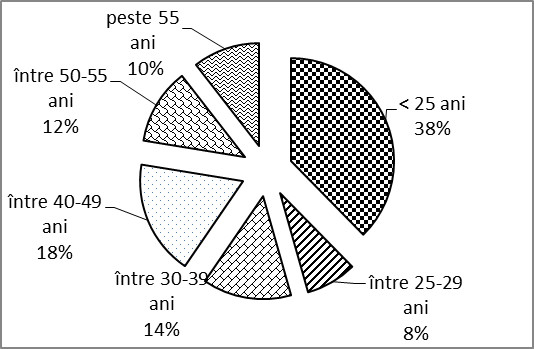 peste 55
ani
10%
< 25 ani
38%
între 50-55
ani
12%
între 40-49
ani
18%
între 30-39
ani
14%
între 25-29
ani
8%